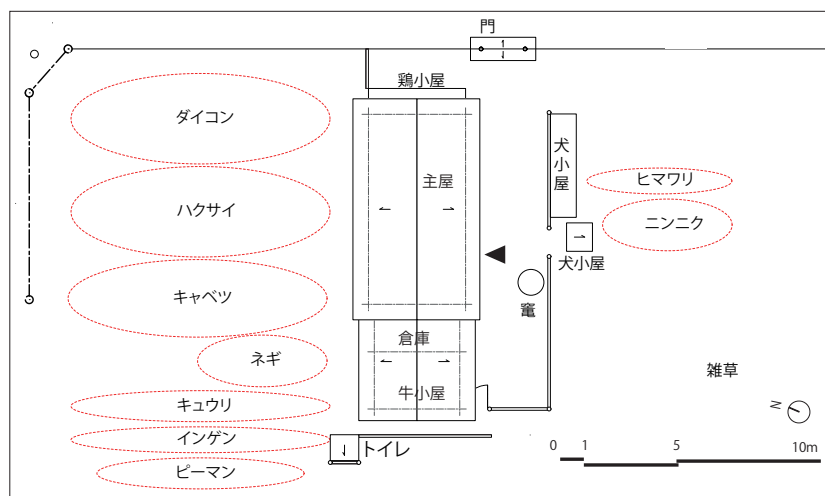 門
鶏小屋
ダイコン
犬小屋
主屋
ヒマワリ
ハクサイ
ニンニク
犬小屋
キャベツ
竈
倉庫
ネギ
雑草
牛小屋
キュウリ
N
インゲン
トイレ
ピーマン
0 1 5 10m